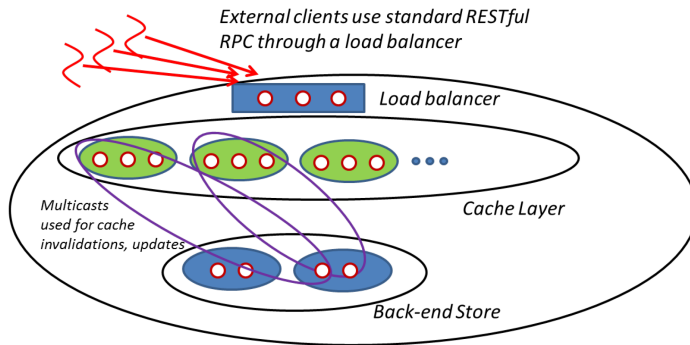 External clients use standard RESTful
RPC through a load balancer
Load balancer
Cache Layer
Multicasts
used for cache
invalidations, updates
Back-end Store